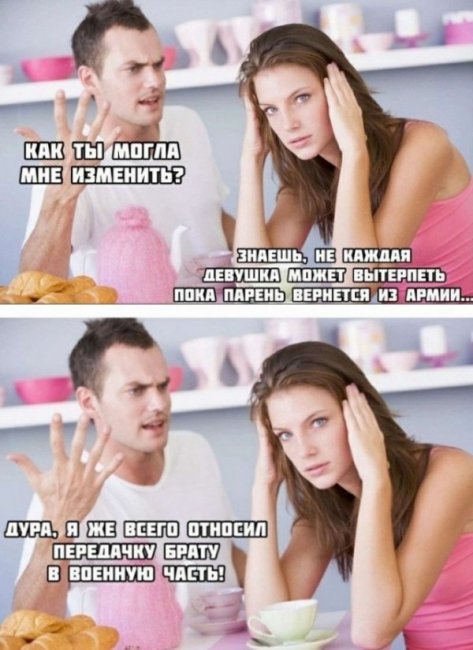 КАК ТЫ МОГЛА
МНЕ ИЗМЕНИТЬ?
ЗНАЕШЬ, НЕ КАЖДАЯ
ДЕВУШКА МОЖЕТ ВЫТЕРПЕТЬ
ПОКА ПАРЕНЬ ВЕРНЕТСЯ ИЗ АРМИИ...
ДУРА, Я ЖЕ ВСЕГО ОТНОСИЛ
ПЕРЕДАЧКУ БРАТУ
В ВОЕННУЮ ЧАСТЬ!